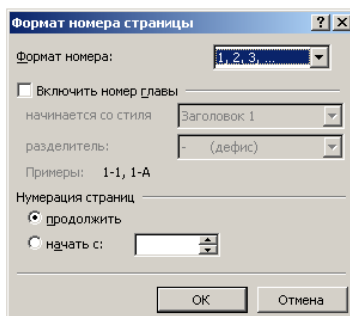 Формат номера страницы
Формат номера: 1, 2, 3, ...
Включить номер главы
начинается со стиля Заголовок 1
разделитель: - (дефис)
Примеры: 1-1, 1-A
Нумерация страниц
продолжить
начать с:
ОК Отмена